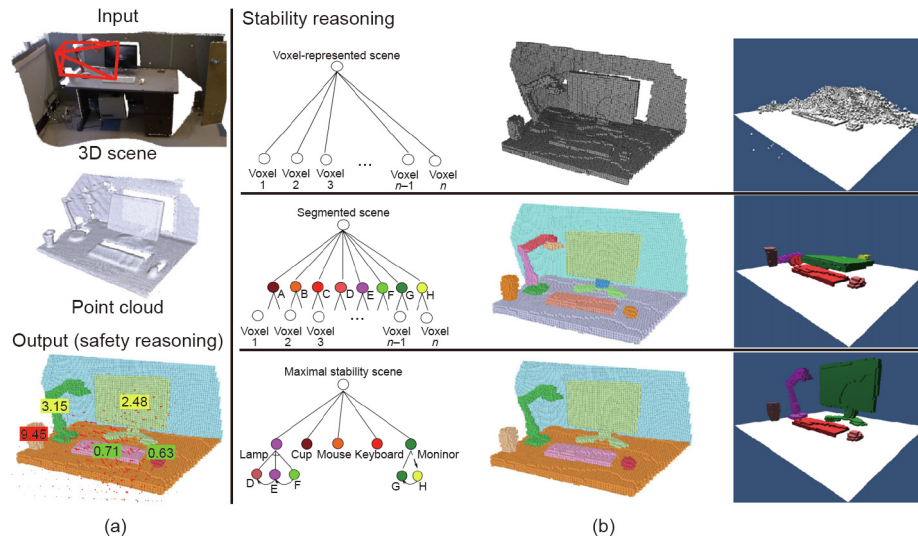 Input
3D scene
Point cloud
Output (safety reasoning)
3.15
2.48
9.45
0.71
0.63
(a)
Stability reasoning
Voxel-represented scene
...
Voxel Voxel Voxel Voxel Voxel
1 2 3 n–1 n
Segmented scene
A B C D E F G H
...
Voxel Voxel Voxel Voxel Voxel
1 2 3 n–1 n
Maximal stability scene
Lamp Cup Mouse Keyboard Moninor
D E F G H
(b)